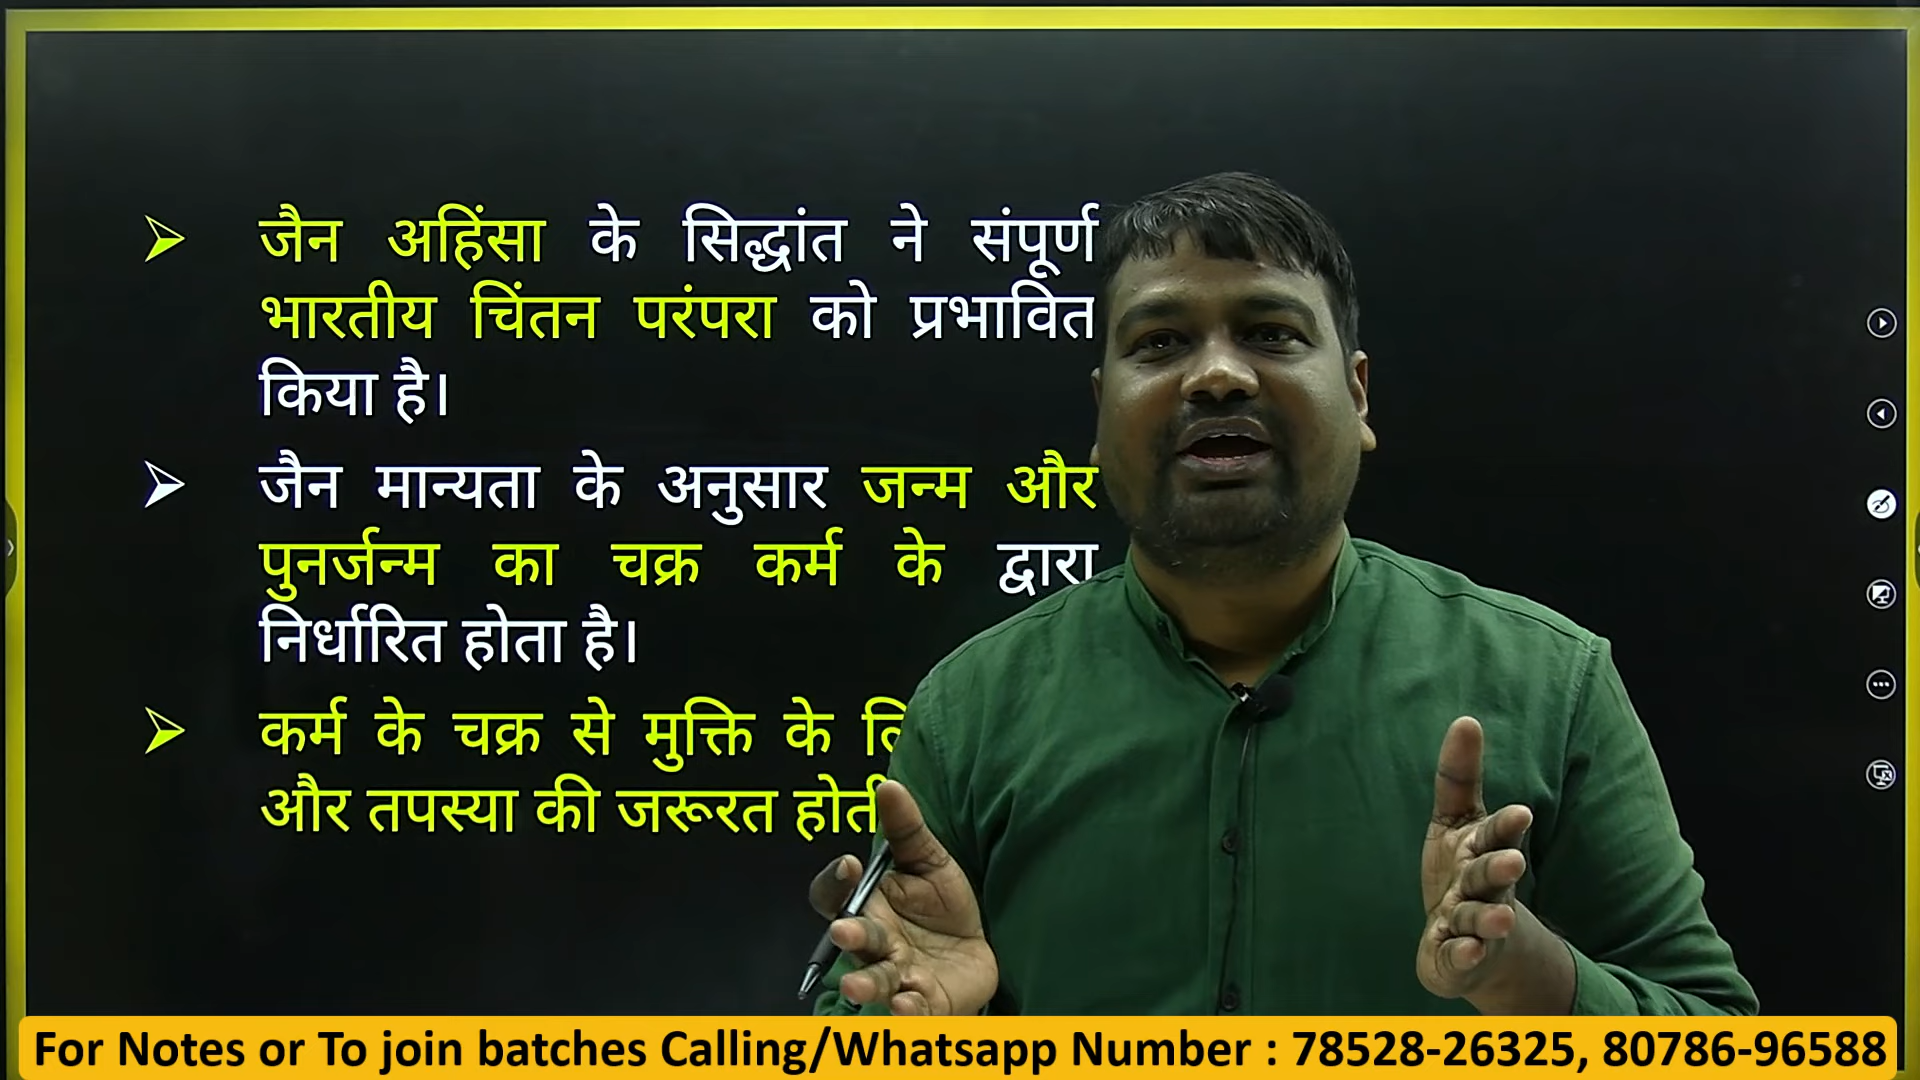 जैन अहिंसा के सिद्धांत ने संपूर्ण
भारतीय चिंतन परंपरा को प्रभावित
किया है।
जैन मान्यता के अनुसार जन्म और
पुनर्जन्म का चक्र कर्म के द्वारा
निर्धारित होता है।
कर्म के चक्र से मुक्ति के
और तपस्या की जरूरत
For Notes or To join batches Calling/Whatsapp Number : 78528-26325, 80786-96588